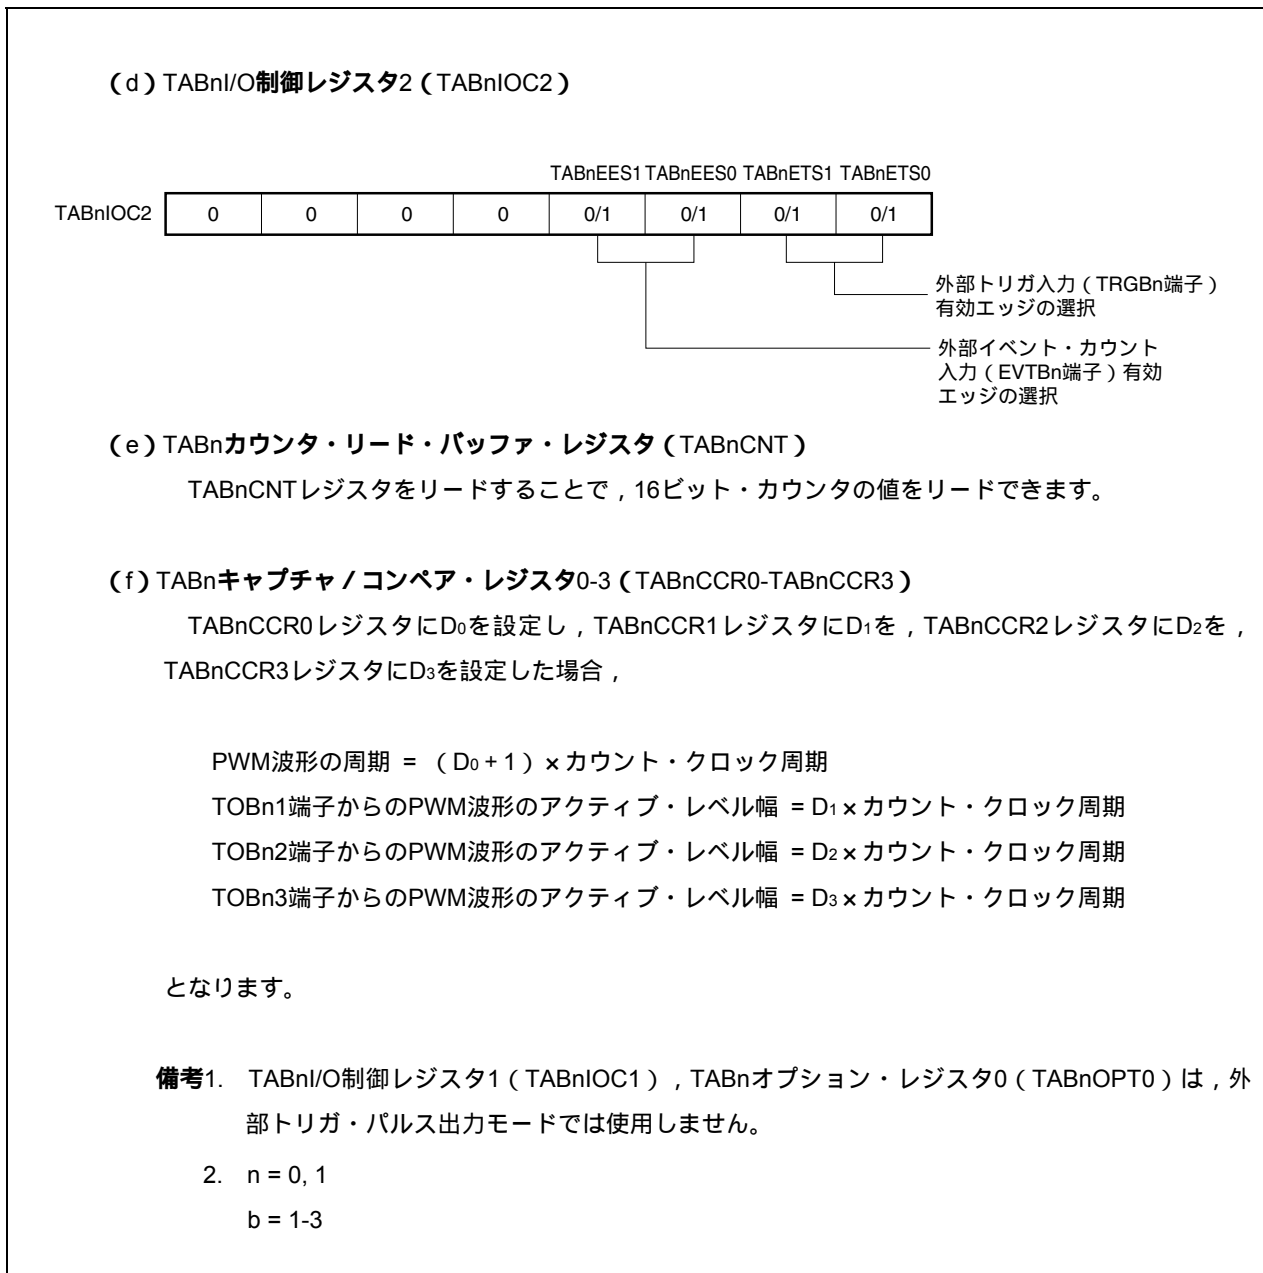 （d）TABnI/O制御レジスタ2（TABnIOC2）
TABnEES1 TABnEES0 TABnETS1 TABnETS0
TABnIOC2 0 0 0 0 0/1 0/1 0/1 0/1
外部トリガ入力（TRGBn端子）
有効エッジの選択
外部イベント・カウント
入力（EVTBn端子）有効
エッジの選択
（e）TABnカウンタ・リード・バッファ・レジスタ（TABnCNT）
TABnCNTレジスタをリードすることで，16ビット・カウンタの値をリードできます。
（f）TABnキャプチャ／コンペア・レジスタ0-3（TABnCCR0-TABnCCR3）
TABnCCR0レジスタにD0を設定し，TABnCCR1レジスタにD1を，TABnCCR2レジスタにD2を，
TABnCCR3レジスタにD3を設定した場合，
PWM波形の周期 ＝ （D0＋1）×カウント・クロック周期
TOBn1端子からのPWM波形のアクティブ・レベル幅 ＝D1×カウント・クロック周期
TOBn2端子からのPWM波形のアクティブ・レベル幅 ＝D2×カウント・クロック周期
TOBn3端子からのPWM波形のアクティブ・レベル幅 ＝D3×カウント・クロック周期
となります。
備考1. TABnI/O制御レジスタ1（TABnIOC1），TABnオプション・レジスタ0（TABnOPT0）は，外
部トリガ・パルス出力モードでは使用しません。
2. n = 0, 1
b = 1-3